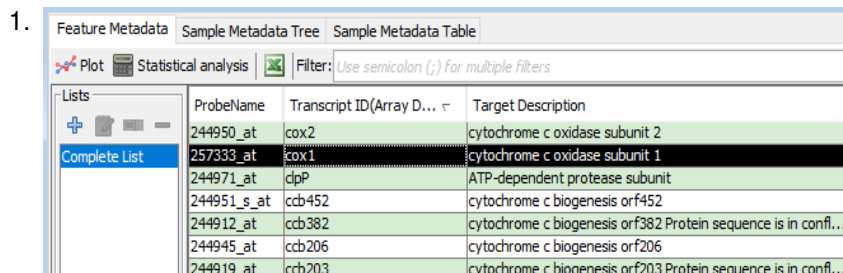 1.
Feature Metadata Sample Metadata Tree Sample Metadata Table
Plot Statistical analysis Filter: Use semicolon (;) for multiple filters
Lists
ProbeName Transcript ID(Array D... Target Description
244950_at cox2 cytochrome c oxidase subunit 2
Complete List 257333_at cox1 cytochrome c oxidase subunit 1
244971_at clpP ATP-dependent protease subunit
244951_s_at ccb452 cytochrome c biogenesis orf452
244912_at ccb382 cytochrome c biogenesis orf382 Protein sequence is in confl...
244945_at ccb206 cytochrome c biogenesis orf206
244919_at ccb203 cytochrome c biogenesis orf203 Protein sequence is in confl...